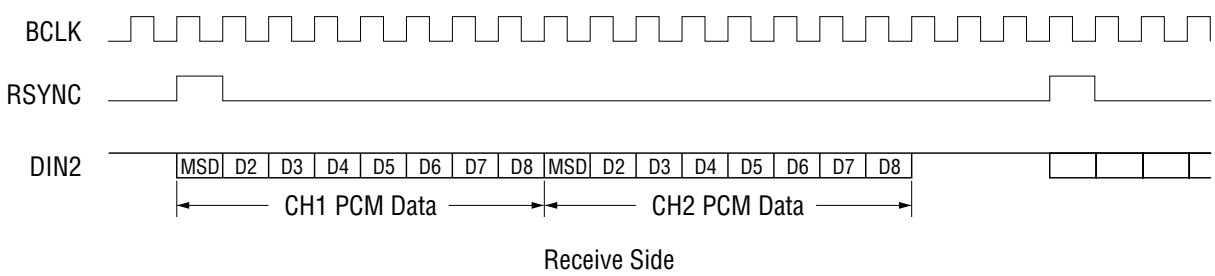 BCLK
RSYNC
DIN2
MSD D2 D3 D4 D5 D6 D7 D8 MSD D2 D3 D4 D5 D6 D7 D8
CH1 PCM Data CH2 PCM Data
Receive Side